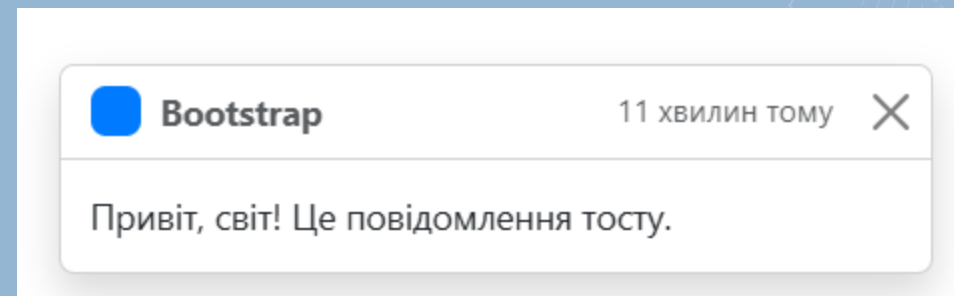 Bootstrap 11 хвилин тому
Привіт, світ! Це повідомлення тосту.